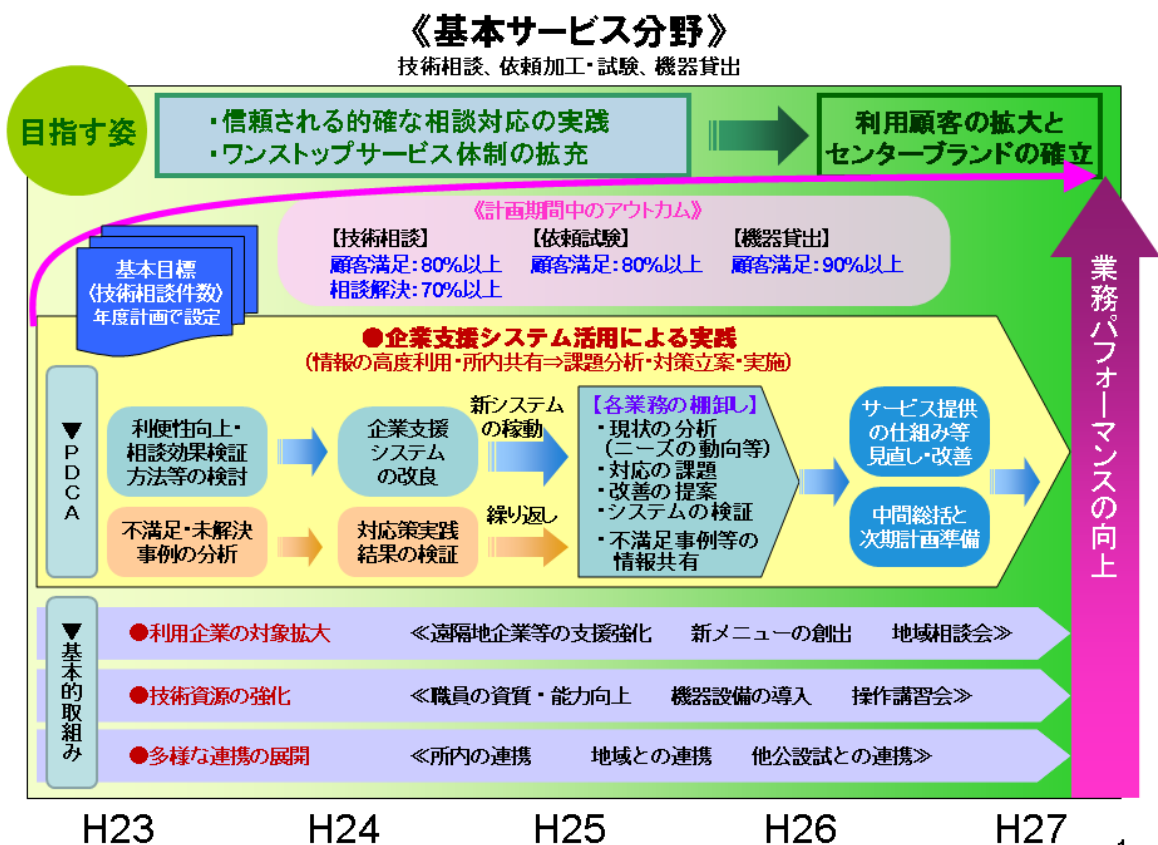 《基本サービス分野》
技術相談、依頼加工・試験、機器貸出
目指す姿
・信頼される的確な相談対応の実践
・ワンストップサービス体制の拡充
利用顧客の拡大と
センターブランドの確立
《計画期間中のアウトカム》
【技術相談】
顧客満足:80%以上
相談解決:70%以上
【依頼試験】
顧客満足:80%以上
【機器貸出】
顧客満足:90%以上
基本目標
〈技術相談件数〉
年度計画で設定
業務パフォーマンスの向上
●企業支援システム活用による実践
(情報の高度利用・所内共有⇒課題分析・対策立案・実施)
▼PDCA
利便性向上・
相談効果検証
方法等の検討
企業支援
システム
の改良
新システム
の稼動
不満足・未解決
事例の分析
対応策実践
結果の検証
繰り返し
【各業務の棚卸し】
・現状の分析
(ニーズの動向等)
・対応の課題
・改善の提案
・システムの検証
・不満足事例等の
情報共有
サービス提供
の仕組み等
見直し・改善
中間総括と
次期計画準備
▼基本的取組み
●利用企業の対象拡大 ≪遠隔地企業等の支援強化 新メニューの創出 地域相談会≫
●技術資源の強化 ≪職員の資質・能力向上 機器設備の導入 操作講習会≫
●多様な連携の展開 ≪所内の連携 地域との連携 他公設試との連携≫
H23 H24 H25 H26 H27